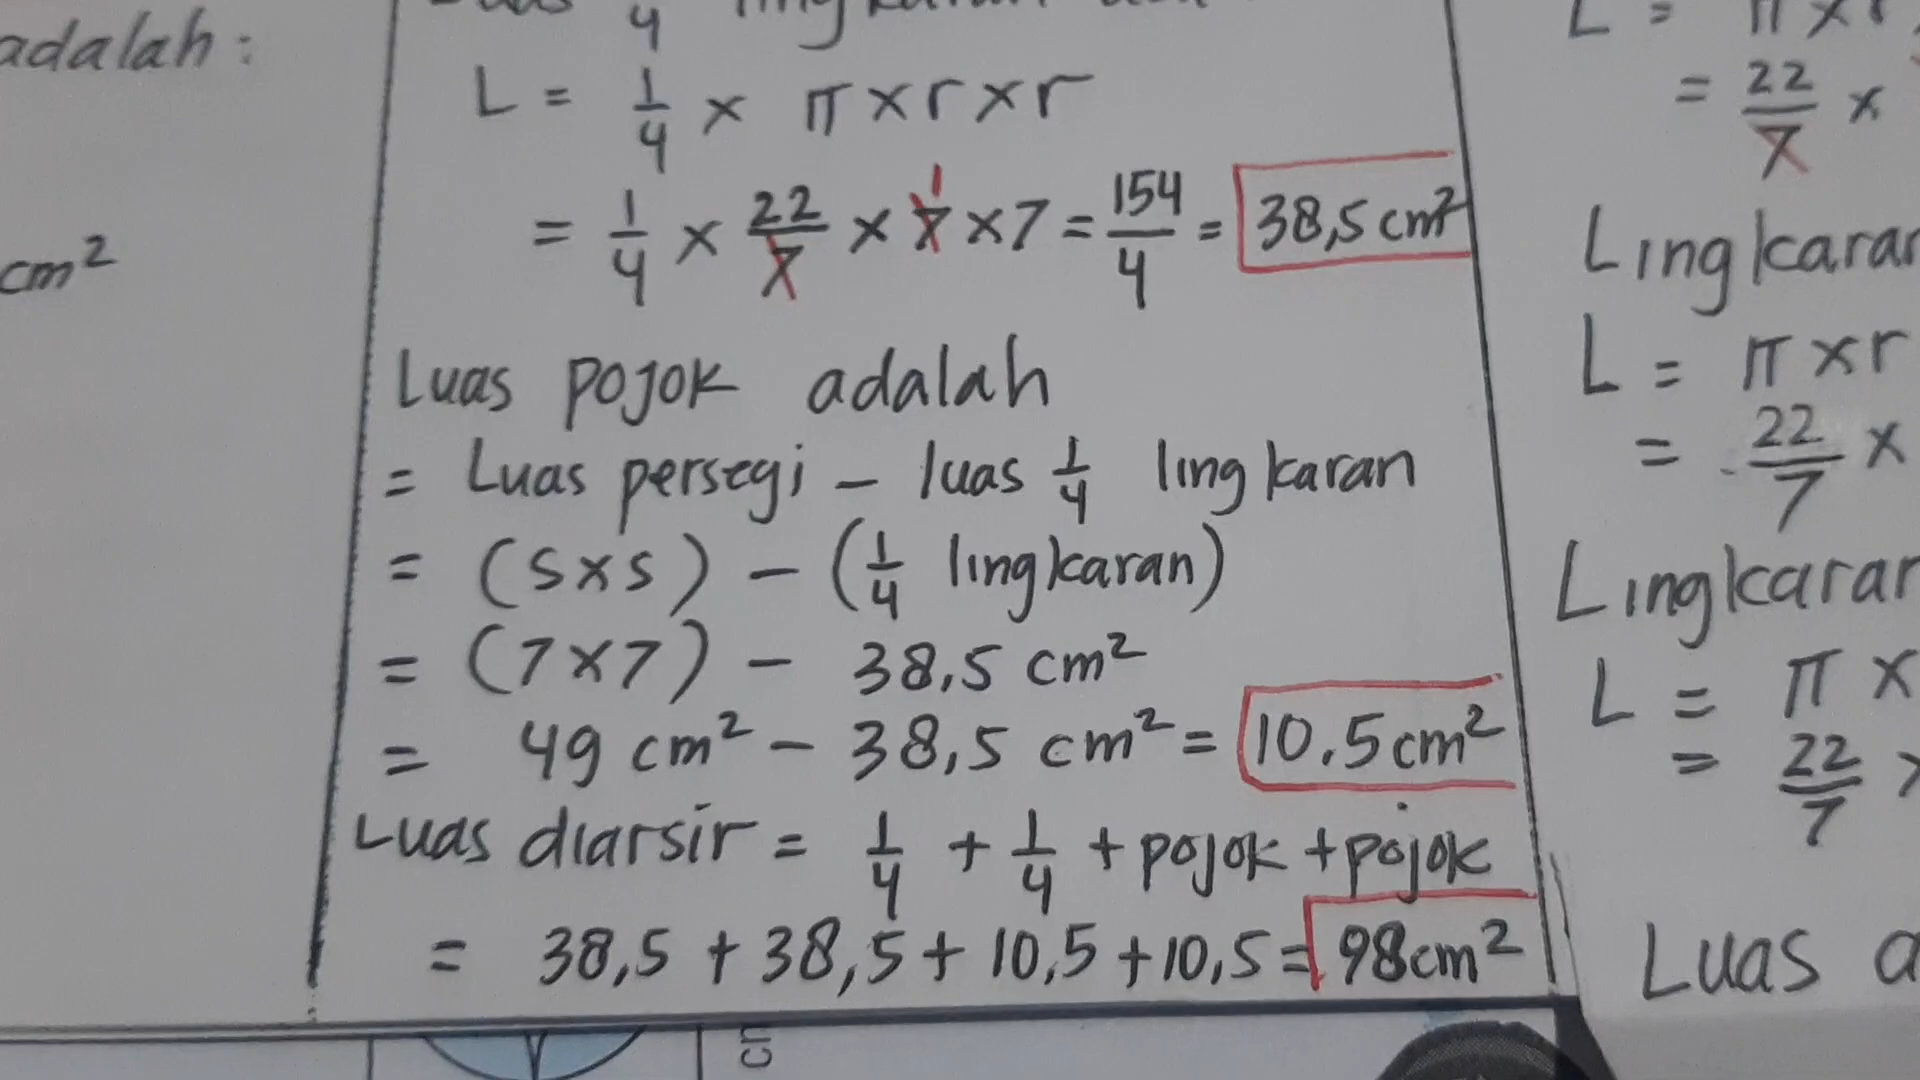 adalah:
cm²
1/4 lingkaran
L = 1/4 × π × r × r
= 1/4 × 22/7 × 7 1 × 7 = 154/4 = 38,5 cm²
Luas pojok adalah
= Luas persegi - luas 1/4 lingkaran
= (s×s) - (1/4 lingkaran)
= (7×7) - 38,5 cm²
= 49 cm² - 38,5 cm² = 10.5 cm²
Luas diarsir = 1/4 + 1/4 + pojok + pojok
= 38,5 + 38,5 + 10,5 + 10,5 = 98 cm²
L = π × r
= 22/7 ×
L = π × r
= 22/7 ×
L = π ×
= 22/7
Luas